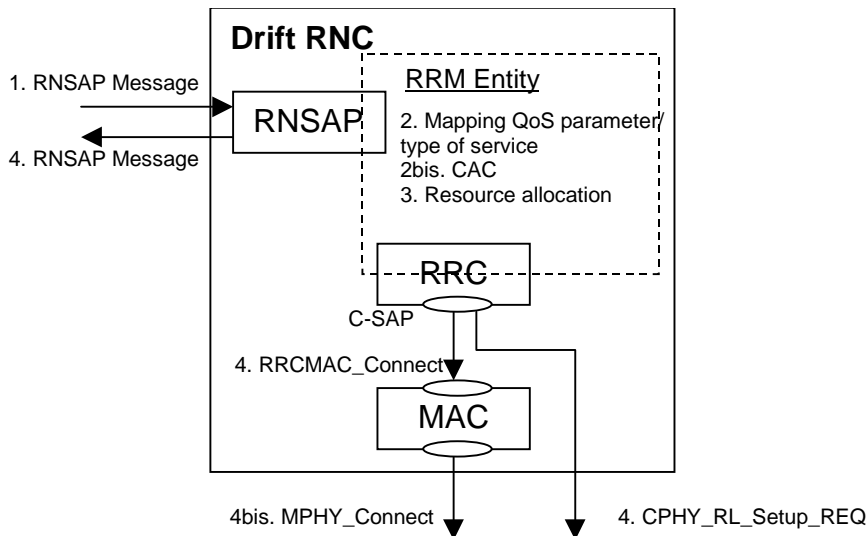 Drift RNC
1. RNSAP Message
RNSAP
4. RNSAP Message
RRM Entity
2. Mapping QoS parameter/
type of service
2bis. CAC
3. Resource allocation
RRC
C-SAP
4. RRCMAC_Connect
MAC
4bis. MPHY_Connect
4. CPHY_RL_Setup_REQ